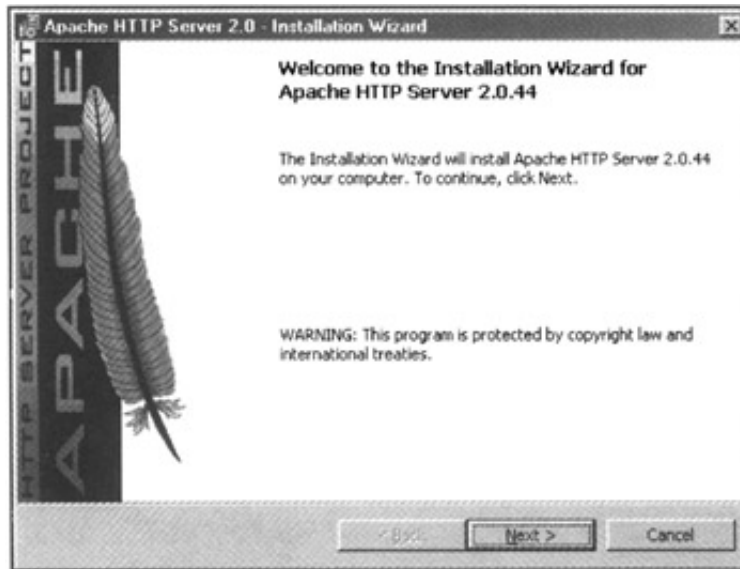 Apache HTTP Server 2.0 - Installation Wizard
HTTP SERVER PROJECT
APACHE
Welcome to the Installation Wizard for
Apache HTTP Server 2.0.44
The Installation Wizard will install Apache HTTP Server 2.0.44
on your computer. To continue, click Next.
WARNING: This program is protected by copyright law and
international treaties.
< Back
Next >
Cancel